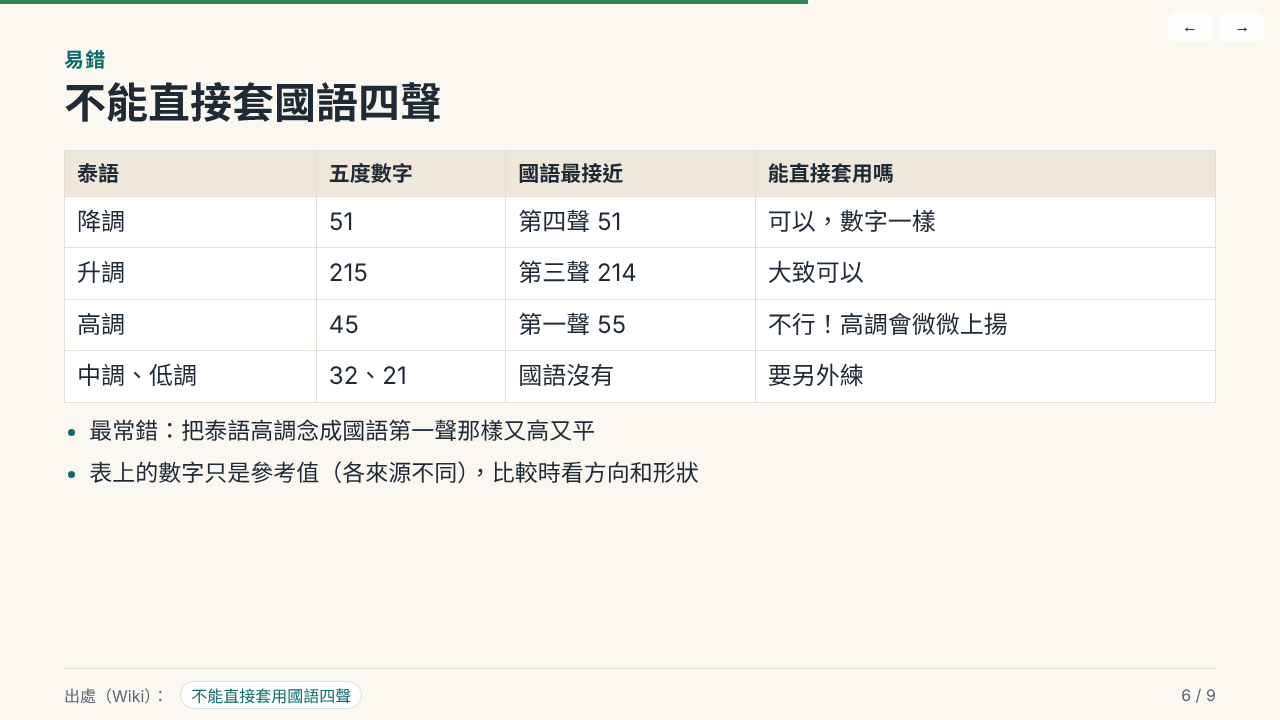 ← →
易錯
不能直接套國語四聲
泰語 五度數字 國語最接近 能直接套用嗎
降調 51 第四聲 51 可以，數字一樣
升調 215 第三聲 214 大致可以
高調 45 第一聲 55 不行！高調會微微上揚
中調、低調 32、21 國語沒有 要另外練
• 最常錯：把泰語高調念成國語第一聲那樣又高又平
• 表上的數字只是參考值（各來源不同），比較時看方向和形狀
出處（Wiki）： 不能直接套用國語四聲 6 / 9